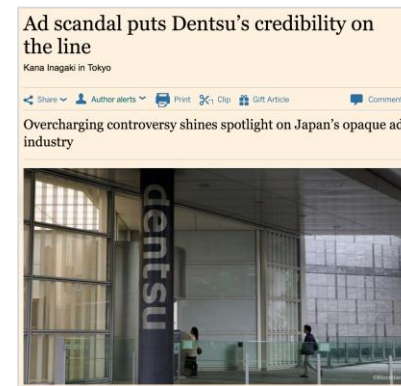 Ad scandal puts Dentsu's credibility on
the line
Kana Inagaki in Tokyo
Share Author alerts Print Clip Gift Article Comment
Overcharging controversy shines spotlight on Japan's opaque ad
industry
dentsu